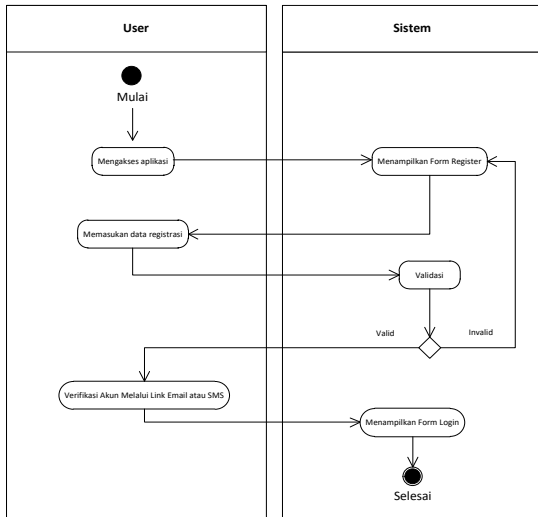 User
Sistem
Mulai
Mengakses aplikasi
Menampilkan Form Register
Memasukan data registrasi
Validasi
Valid
Invalid
Verifikasi Akun Melalui Link Email atau SMS
Menampilkan Form Login
Selesai